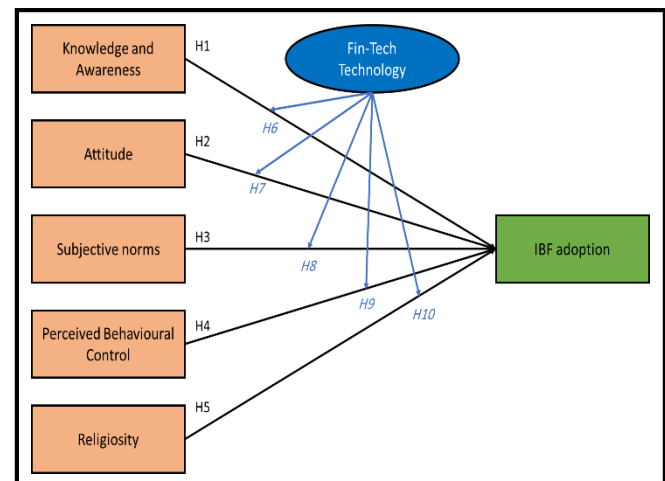 Knowledge and
Awareness
H1
Fin-Tech
Technology
H6
Attitude
H2
H7
Subjective norms
H3
H8
IBF adoption
Perceived Behavioural
Control
H4
H9
H10
Religiosity
H5